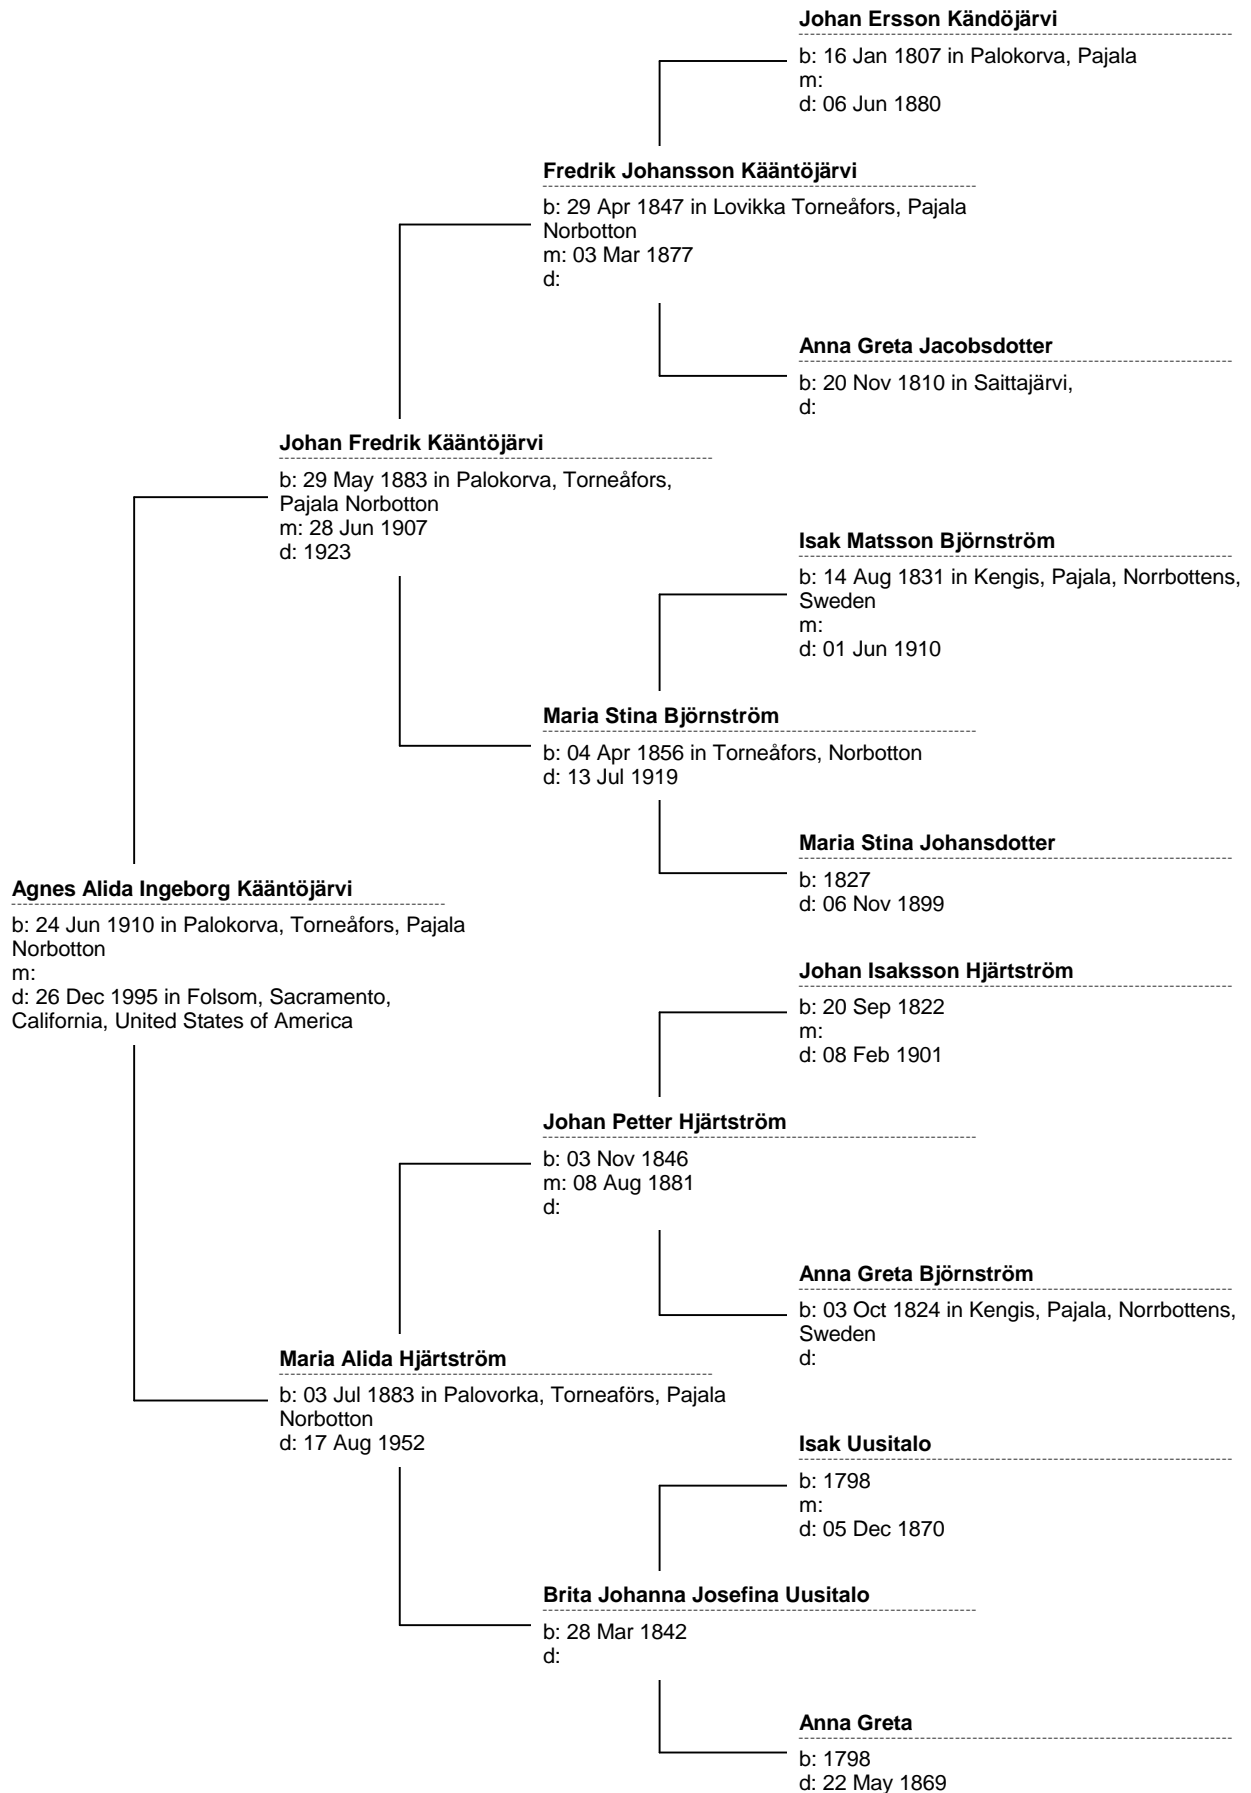 Johan Ersson Kändöjärvi
b: 16 Jan 1807 in Palokorva, Pajala
m:
d: 06 Jun 1880
Fredrik Johansson Kääntöjärvi
b: 29 Apr 1847 in Lovikka Torneåfors, Pajala
Norbotton
m: 03 Mar 1877
d:
Anna Greta Jacobsdotter
b: 20 Nov 1810 in Saittajärvi,
d:
Johan Fredrik Kääntöjärvi
b: 29 May 1883 in Palokorva, Torneåfors,
Pajala Norbotton
m: 28 Jun 1907
d: 1923
Isak Matsson Björnström
b: 14 Aug 1831 in Kengis, Pajala, Norrbottens,
Sweden
m:
d: 01 Jun 1910
Maria Stina Björnström
b: 04 Apr 1856 in Torneåfors, Norbotton
d: 13 Jul 1919
Maria Stina Johansdotter
b: 1827
d: 06 Nov 1899
Agnes Alida Ingeborg Kääntöjärvi
b: 24 Jun 1910 in Palokorva, Torneåfors, Pajala
Norbotton
m:
d: 26 Dec 1995 in Folsom, Sacramento,
California, United States of America
Johan Isaksson Hjärtström
b: 20 Sep 1822
m:
d: 08 Feb 1901
Johan Petter Hjärtström
b: 03 Nov 1846
m: 08 Aug 1881
d:
Anna Greta Björnström
b: 03 Oct 1824 in Kengis, Pajala, Norrbottens,
Sweden
d:
Maria Alida Hjärtström
b: 03 Jul 1883 in Palovorka, Torneaförs, Pajala
Norbotton
d: 17 Aug 1952
Isak Uusitalo
b: 1798
m:
d: 05 Dec 1870
Brita Johanna Josefina Uusitalo
b: 28 Mar 1842
d:
Anna Greta
b: 1798
d: 22 May 1869